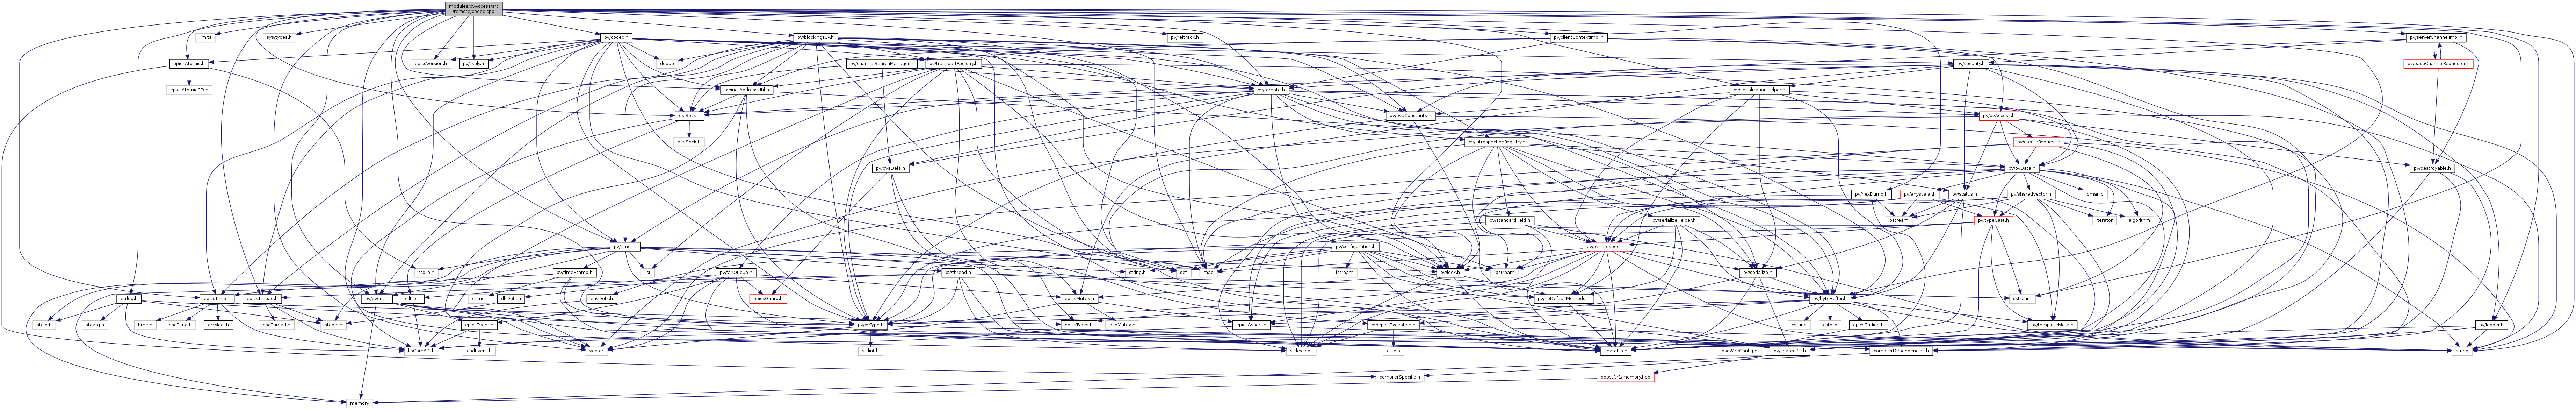 modules/pvAccess/src
/remote/codec.cpp
limits
sys/types.h
pv/codec.h
pv/blockingTCP.h
pv/reftrack.h
pv/clientContextImpl.h
pv/serverChannelImpl.h
epicsAtomic.h
epicsVersion.h
pv/likely.h
deque
pv/channelSearchManager.h
pv/transportRegistry.h
pv/security.h
pv/baseChannelRequester.h
epicsAtomicCD.h
pv/inetAddressUtil.h
pv/remote.h
pv/serializationHelper.h
osiSock.h
pv/pvaConstants.h
pv/pvAccess.h
osdSock.h
pv/introspectionRegistry.h
pv/createRequest.h
pv/pvaDefs.h
pv/pvData.h
pv/destroyable.h
pv/hexDump.h
pv/anyscalar.h
pv/status.h
pv/sharedVector.h
iomanip
pv/standardField.h
pv/serializeHelper.h
ostream
pv/typeCast.h
iterator
algorithm
pv/timer.h
pv/configuration.h
pv/pvIntrospect.h
stdlib.h
pv/timeStamp.h
list
pv/fairQueue.h
pv/thread.h
string.h
set
map
fstream
pv/lock.h
iostream
pv/serialize.h
errlog.h
epicsTime.h
epicsThread.h
pv/event.h
ellLib.h
ctime
dbDefs.h
envDefs.h
epicsGuard.h
epicsMutex.h
pv/noDefaultMethods.h
pv/byteBuffer.h
sstream
stdio.h
stdarg.h
time.h
osdTime.h
errMdef.h
osdThread.h
stddef.h
epicsEvent.h
pv/pvType.h
epicsTypes.h
osdMutex.h
epicsAssert.h
pv/epicsException.h
cstring
cstdlib
epicsEndian.h
pv/templateMeta.h
pv/logger.h
libComAPI.h
osdEvent.h
vector
stdint.h
stdexcept
shareLib.h
cstdio
osdWireConfig.h
pv/sharedPtr.h
compilerDependencies.h
string
compilerSpecific.h
boost/tr1/memory.hpp
memory